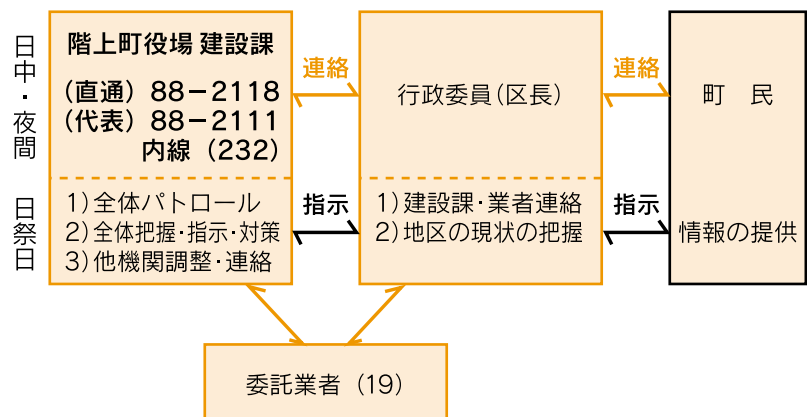 日中・夜間
日祭日
階上町役場 建設課
(直通) 88−2118
(代表) 88−2111
内線 (232)
1)全体パトロール
2)全体把握・指示・対策
3)他機関調整・連絡
連絡
指示
行政委員(区長)
1)建設課・業者連絡
2)地区の現状の把握
連絡
指示
町　民
情報の提供
委託業者 (19)